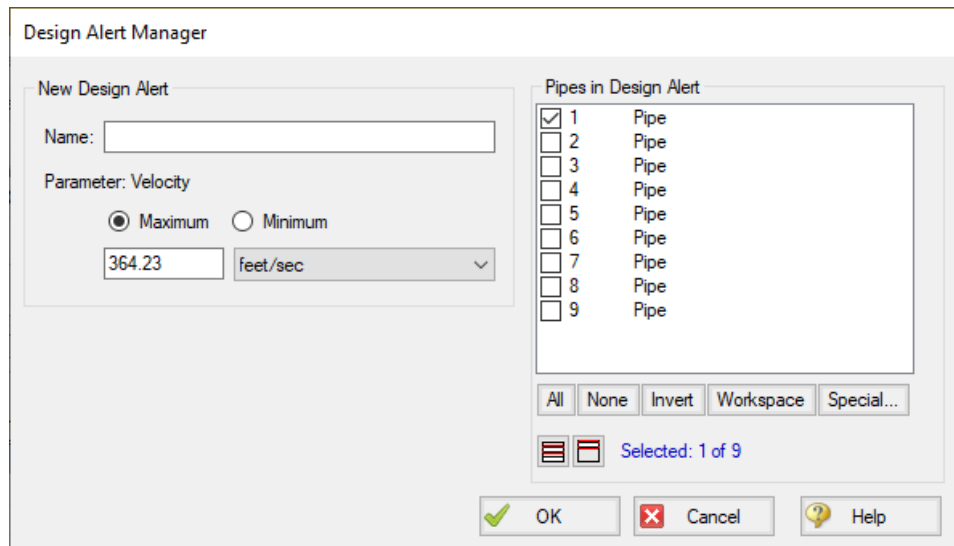 Design Alert Manager
New Design Alert
Name:
Parameter: Velocity
Maximum Minimum
364.23 feet/sec
Pipes in Design Alert
1 Pipe
2 Pipe
3 Pipe
4 Pipe
5 Pipe
6 Pipe
7 Pipe
8 Pipe
9 Pipe
All None Invert Workspace Special...
Selected: 1 of 9
OK Cancel Help